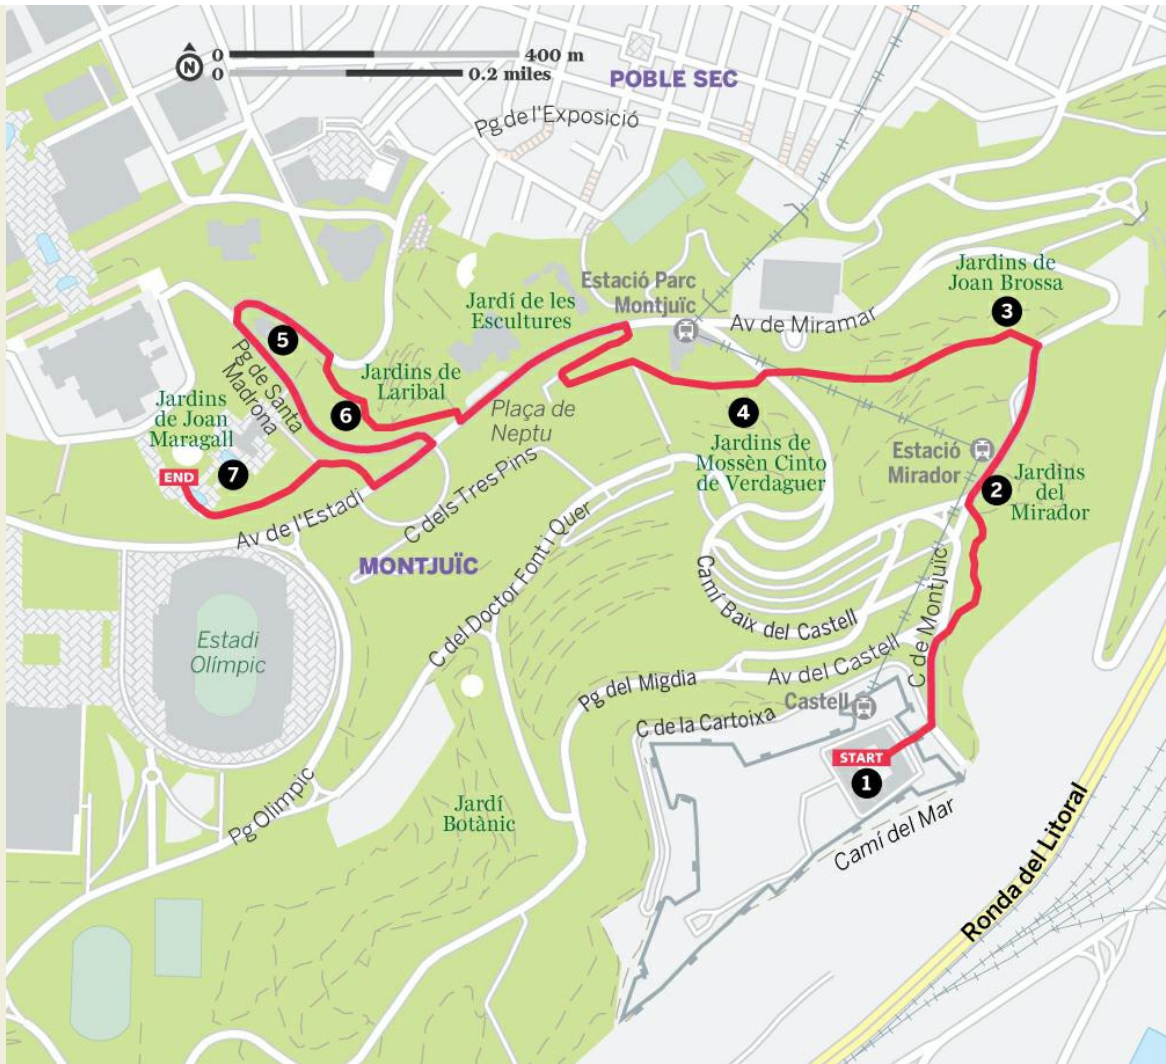 0 400 m
N
0 0.2 miles
POBLE SEC
Pg de l'Exposició
Estació Parc
Montjuïc
Jardins de
Joan Brossa
3
Jardí de les
Escultures
Av de Miramar
5
Pg de Santa
Madrona
Jardins de
Laribal
6
Jardins
de Joan
Maragall
7
END
Plaça de
Neptu
4
Jardins de
Mossèn Cinto
de Verdaguer
Estació
Mirador
2
Jardins
del
Mirador
Av de l'Estadi
C dels Tres Pins
MONTJUÏC
C del Doctor Font i Quer
Camí Baix del Castell
C de Montjuïc
Estadi
Olímpic
Pg del Migdia
Av del Castell
C de la Cartoixa
Castell
START
1
Pg Olímpic
Jardí
Botànic
Camí del Mar
Ronda del Litoral